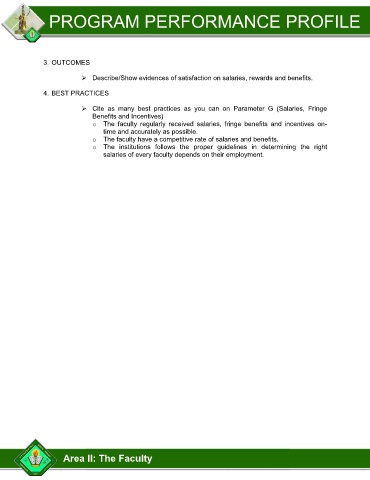 PROGRAM PERFORMANCE PROFILE
3. OUTCOMES
➢ Describe/Show evidences of satisfaction on salaries, rewards and benefits.
4. BEST PRACTICES
➢ Cite as many best practices as you can on Parameter G (Salaries, Fringe
Benefits and Incentives)
o The faculty regularly received salaries, fringe benefits and incentives on-
time and accurately as possible.
o The faculty have a competitive rate of salaries and benefits.
o The institutions follows the proper guidelines in determining the right
salaries of every faculty depends on their employment.
Area II: The Faculty